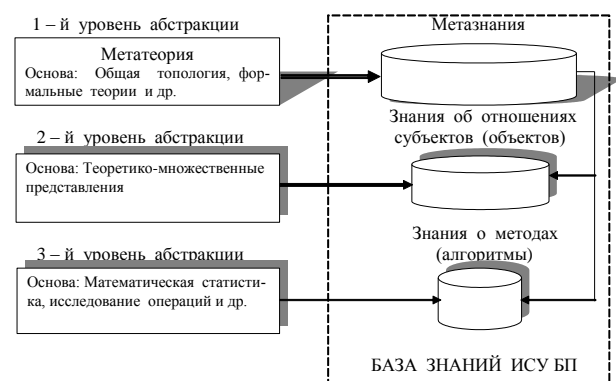 1 – й уровень абстракции
Метатеория
Основа: Общая топология, фор-
мальные теории и др.
Метазнания
Знания об отношениях
субъектов (объектов)
2 – й уровень абстракции
Основа: Теоретико-множественные
представления
Знания о методах
(алгоритмы)
3 – й уровень абстракции
Основа: Математическая статисти-
ка, исследование операций и др.
БАЗА ЗНАНИЙ ИСУ БП